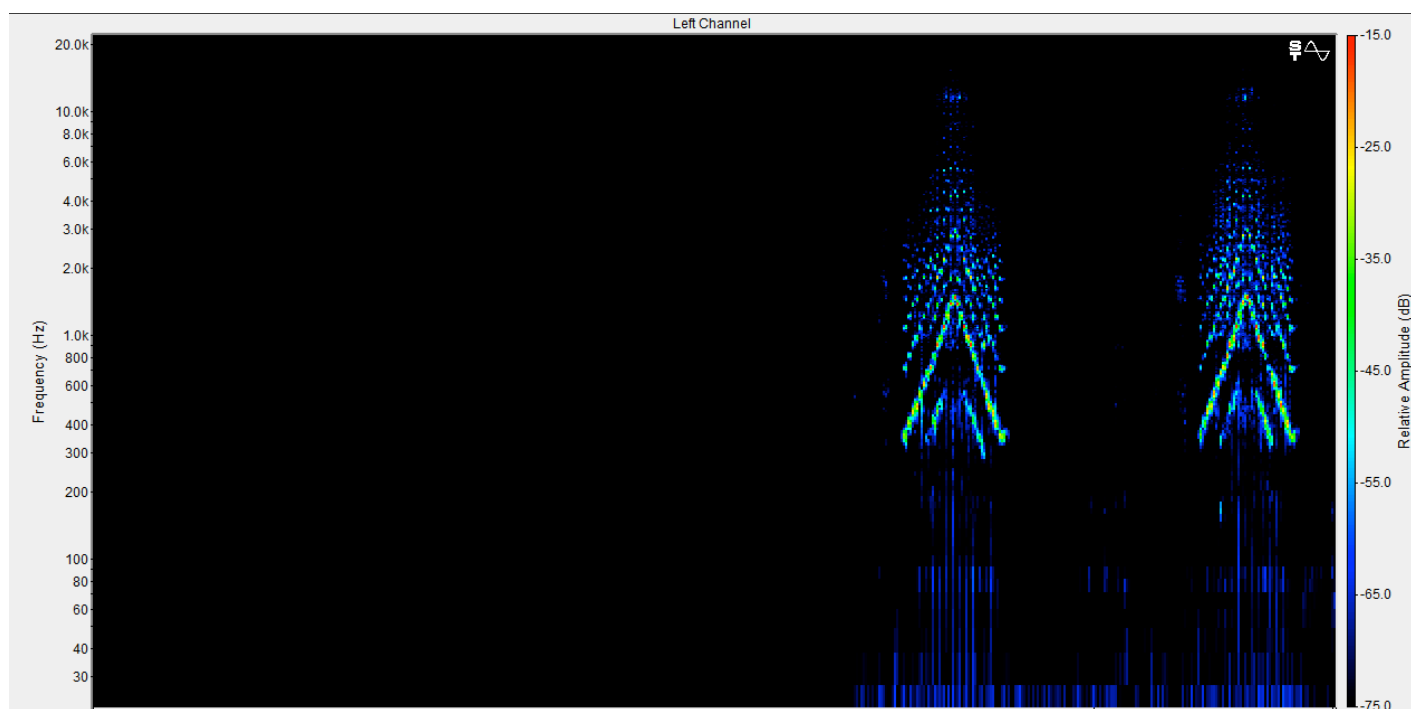 Left Channel
20.0k
10.0k
8.0k
6.0k
4.0k
3.0k
2.0k
1.0k
800
600
400
300
200
100
80
60
40
30
Frequency (Hz)
S
T
-15.0
-25.0
-35.0
-45.0
-55.0
-65.0
-75.0
Relative Amplitude (dB)